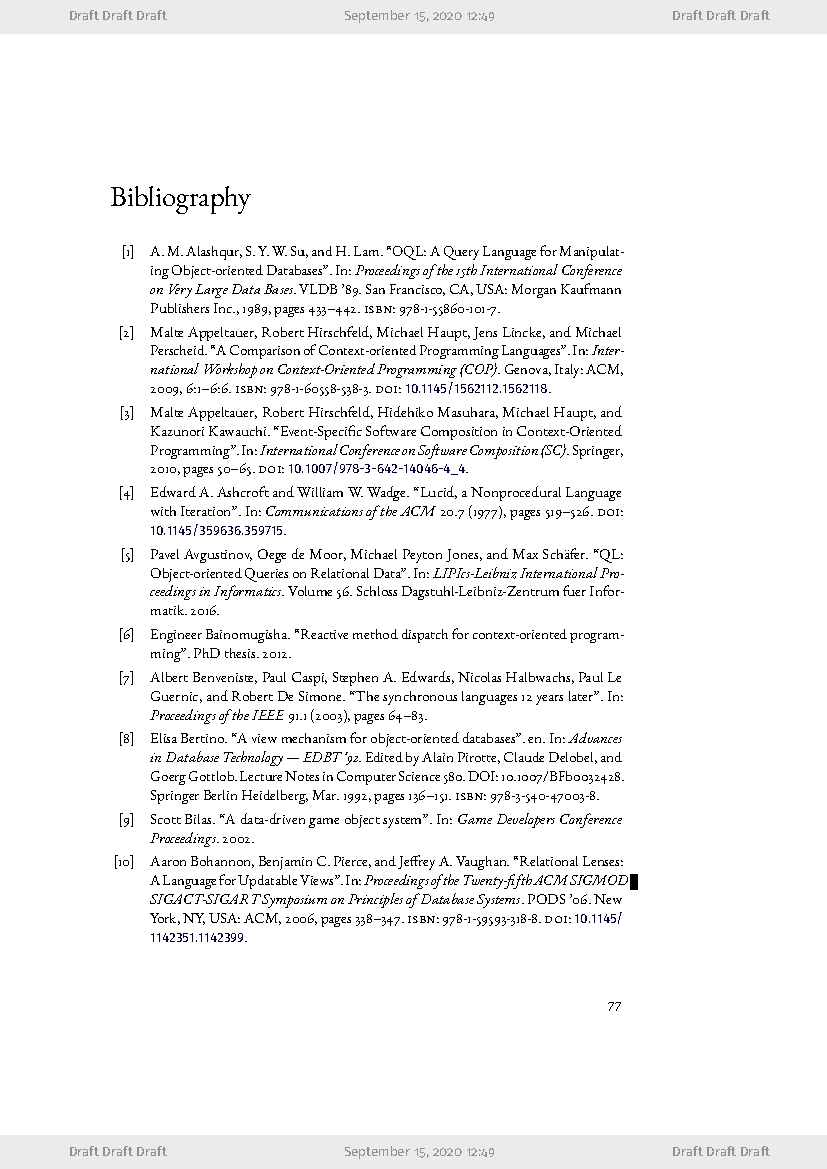 Draft Draft Draft September 15, 2020 12:49 Draft Draft Draft
Bibliography
[1] A. M. Alashqur, S. Y. W. Su, and H. Lam. “OQL: A Query Language for Manipulat-
ing Object-oriented Databases”. In: Proceedings of the 15th International Conference
on Very Large Data Bases. VLDB ’89. San Francisco, CA, USA: Morgan Kaufmann
Publishers Inc., 1989, pages 433–442. ISBN: 978-1-55860-101-7.
[2] Malte Appeltauer, Robert Hirschfeld, Michael Haupt, Jens Lincke, and Michael
Perscheid. “A Comparison of Context-oriented Programming Languages”. In: Inter-
national Workshop on Context-Oriented Programming (COP). Genova, Italy: ACM,
2009, 6:1–6:6. ISBN: 978-1-60558-538-3. DOI: 10.1145/1562112.1562118.
[3] Malte Appeltauer, Robert Hirschfeld, Hidehiko Masuhara, Michael Haupt, and
Kazunori Kawauchi. “Event-Specific Software Composition in Context-Oriented
Programming”. In: International Conference on Software Composition (SC). Springer,
2010, pages 50–65. DOI: 10.1007/978-3-642-14046-4_4.
[4] Edward A. Ashcroft and William W. Wadge. “Lucid, a Nonprocedural Language
with Iteration”. In: Communications of the ACM 20.7 (1977), pages 519–526. DOI:
10.1145/359636.359715.
[5] Pavel Avgustinov, Oege de Moor, Michael Peyton Jones, and Max Schäfer. “QL:
Object-oriented Queries on Relational Data”. In: LIPIcs-Leibniz International Pro-
ceedings in Informatics. Volume 56. Schloss Dagstuhl-Leibniz-Zentrum fuer Infor-
matik. 2016.
[6] Engineer Bainomugisha. “Reactive method dispatch for context-oriented program-
ming”. PhD thesis. 2012.
[7] Albert Benveniste, Paul Caspi, Stephen A. Edwards, Nicolas Halbwachs, Paul Le
Guernic, and Robert De Simone. “The synchronous languages 12 years later”. In:
Proceedings of the IEEE 91.1 (2003), pages 64–83.
[8] Elisa Bertino. “A view mechanism for object-oriented databases”. en. In: Advances
in Database Technology — EDBT ’92. Edited by Alain Pirotte, Claude Delobel, and
Goerg Gottlob. Lecture Notes in Computer Science 580. DOI: 10.1007/BFb0032428.
Springer Berlin Heidelberg, Mar. 1992, pages 136–151. ISBN: 978-3-540-47003-8.
[9] Scott Bilas. “A data-driven game object system”. In: Game Developers Conference
Proceedings. 2002.
[10] Aaron Bohannon, Benjamin C. Pierce, and Jeffrey A. Vaughan. “Relational Lenses:
A Language for Updatable Views”. In: Proceedings of the Twenty-fifth ACM SIGMOD
SIGACT-SIGART Symposium on Principles of Database Systems. PODS ’06. New
York, NY, USA: ACM, 2006, pages 338–347. ISBN: 978-1-59593-318-8. DOI: 10.1145/
1142351.1142399.
77
Draft Draft Draft September 15, 2020 12:49 Draft Draft Draft